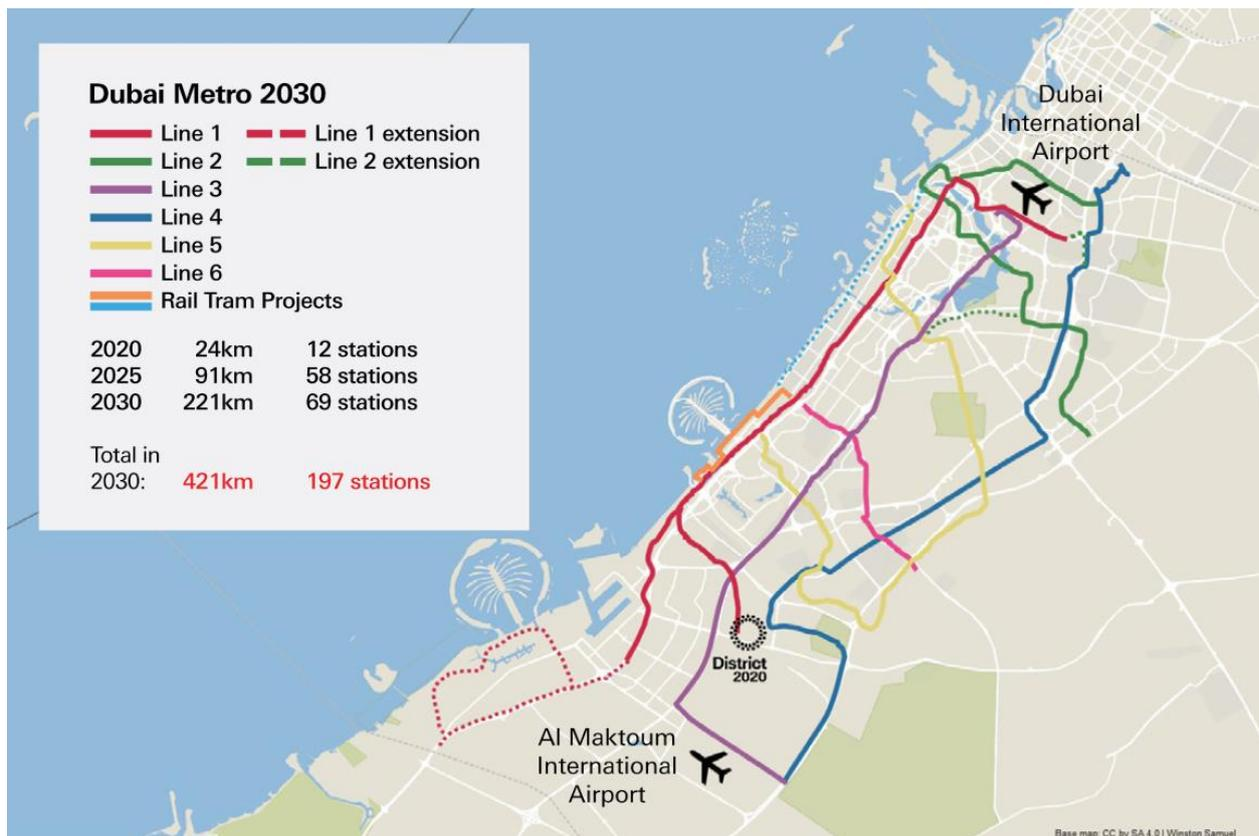 Dubai Metro 2030
Line 1
Line 1 extension
Line 2
Line 2 extension
Line 3
Line 4
Line 5
Line 6
Rail Tram Projects
2020 24km 12 stations
2025 91km 58 stations
2030 221km 69 stations
Total in
2030: 421km 197 stations
Dubai
International
Airport
District
2020
Al Maktoum
International
Airport
Base map: CC by SA 4.0 | Winston Samuel